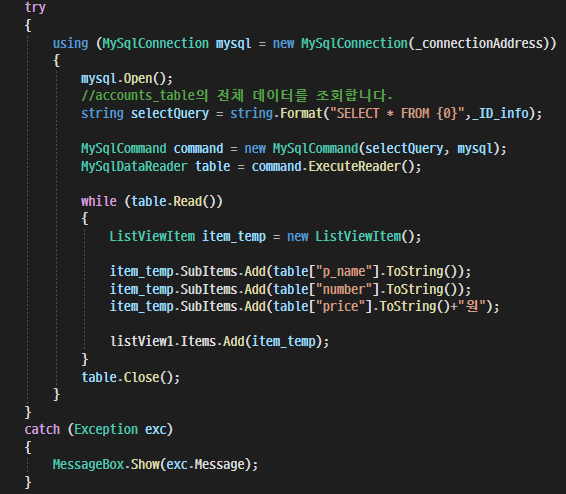 try
{
using (MySqlConnection mysql = new MySqlConnection(_connectionAddress))
{
mysql.Open();
//accounts_table의 전체 데이터를 조회합니다.
string selectQuery = string.Format("SELECT * FROM {0}",_ID_info);
MySqlCommand command = new MySqlCommand(selectQuery, mysql);
MySqlDataReader table = command.ExecuteReader();
while (table.Read())
{
ListViewItem item_temp = new ListViewItem();
item_temp.SubItems.Add(table["p_name"].ToString());
item_temp.SubItems.Add(table["number"].ToString());
item_temp.SubItems.Add(table["price"].ToString()+"원");
listView1.Items.Add(item_temp);
}
table.Close();
}
}
catch (Exception exc)
{
MessageBox.Show(exc.Message);
}